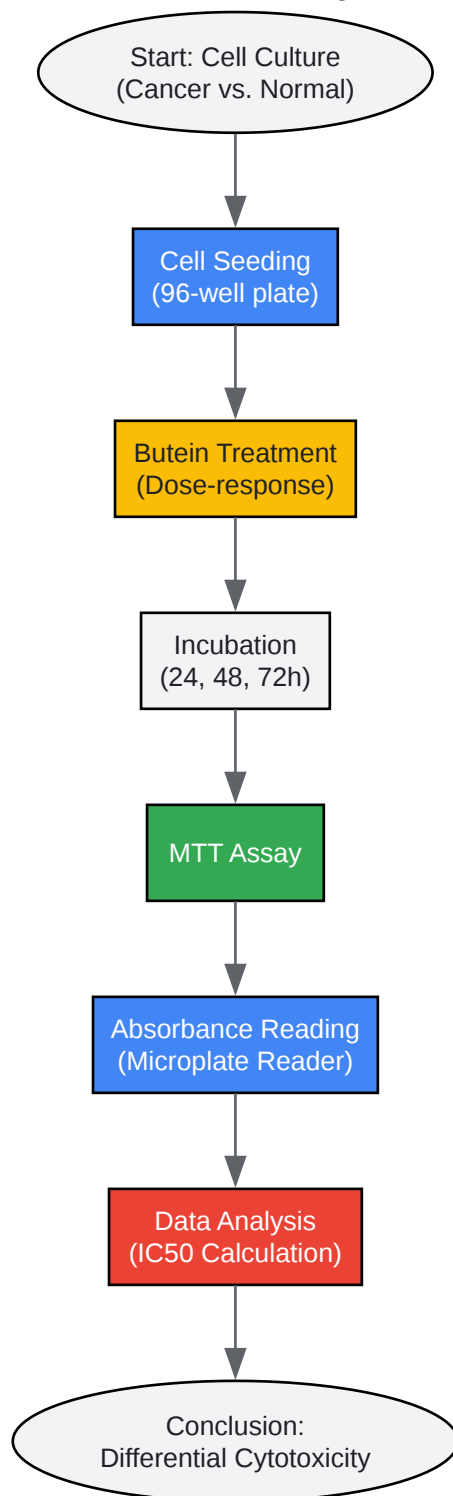 Start: Cell Culture
(Cancer vs. Normal)
Cell Seeding
(96-well plate)
Butein Treatment
(Dose-response)
Incubation
(24, 48, 72h)
MTT Assay
Absorbance Reading
(Microplate Reader)
Data Analysis
(IC50 Calculation)
Conclusion:
Differential Cytotoxicity